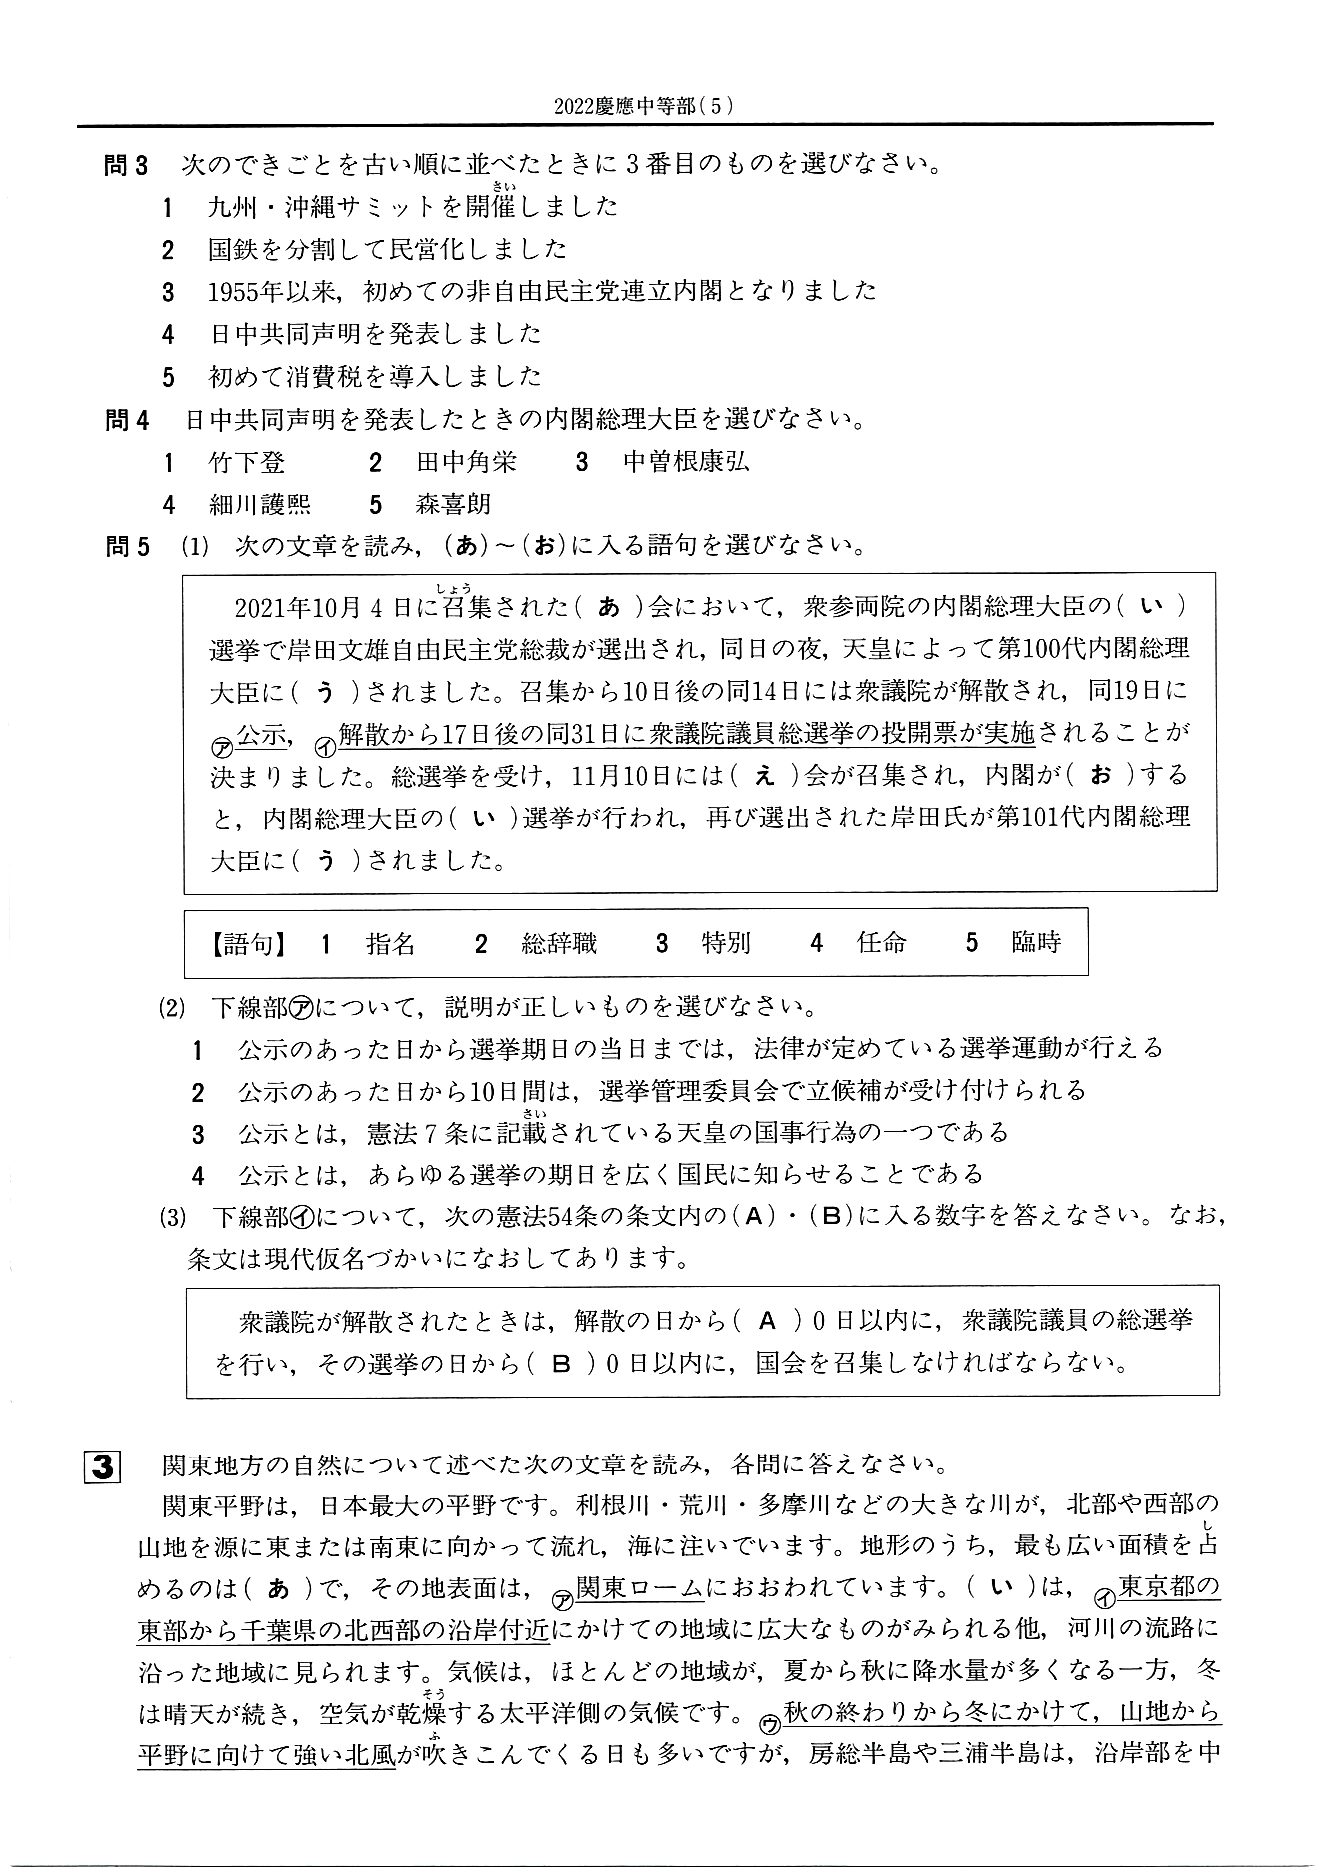 2022慶應中等部(5)
問3 次のできごとを古い順に並べたときに3番目のものを選びなさい。
1 九州・沖縄サミットを開催しました
2 国鉄を分割して民営化しました
3 1955年以来，初めての非自由民主党連立内閣となりました
4 日中共同声明を発表しました
5 初めて消費税を導入しました
問4 日中共同声明を発表したときの内閣総理大臣を選びなさい。
1 竹下登 2 田中角栄 3 中曽根康弘
4 細川護熙 5 森喜朗
問5 (1) 次の文章を読み，(あ)～(お)に入る語句を選びなさい。
2021年10月4日に召集された( あ )会において，衆参両院の内閣総理大臣の( い )
選挙で岸田文雄自由民主党総裁が選出され，同日の夜，天皇によって第100代内閣総理
大臣に( う )されました。召集から10日後の同14日には衆議院が解散され，同19日に
㋐公示，㋑解散から17日後の同31日に衆議院議員総選挙の投開票が実施されることが
決まりました。総選挙を受け，11月10日には( え )会が召集され，内閣が( お )する
と，内閣総理大臣の( い )選挙が行われ，再び選出された岸田氏が第101代内閣総理
大臣に( う )されました。
【語句】 1 指名 2 総辞職 3 特別 4 任命 5 臨時
(2) 下線部㋐について，説明が正しいものを選びなさい。
1 公示のあった日から選挙期日の当日までは，法律が定めている選挙運動が行える
2 公示のあった日から10日間は，選挙管理委員会で立候補が受け付けられる
3 公示とは，憲法7条に記載されている天皇の国事行為の一つである
4 公示とは，あらゆる選挙の期日を広く国民に知らせることである
(3) 下線部㋑について，次の憲法54条の条文内の(A)・(B)に入る数字を答えなさい。なお，
条文は現代仮名づかいになおしてあります。
衆議院が解散されたときは，解散の日から( A )0日以内に，衆議院議員の総選挙
を行い，その選挙の日から( B )0日以内に，国会を召集しなければならない。
3 関東地方の自然について述べた次の文章を読み，各問に答えなさい。
関東平野は，日本最大の平野です。利根川・荒川・多摩川などの大きな川が，北部や西部の
山地を源に東または南東に向かって流れ，海に注いでいます。地形のうち，最も広い面積を占
めるのは( あ )で，その地表面は，㋐関東ロームにおおわれています。( い )は，㋑東京都の
東部から千葉県の北西部の沿岸付近にかけての地域に広大なものがみられる他，河川の流路に
沿った地域に見られます。気候は，ほとんどの地域が，夏から秋に降水量が多くなる一方，冬
は晴天が続き，空気が乾燥する太平洋側の気候です。㋒秋の終わりから冬にかけて，山地から
平野に向けて強い北風が吹きこんでくる日も多いですが，房総半島や三浦半島は，沿岸部を中